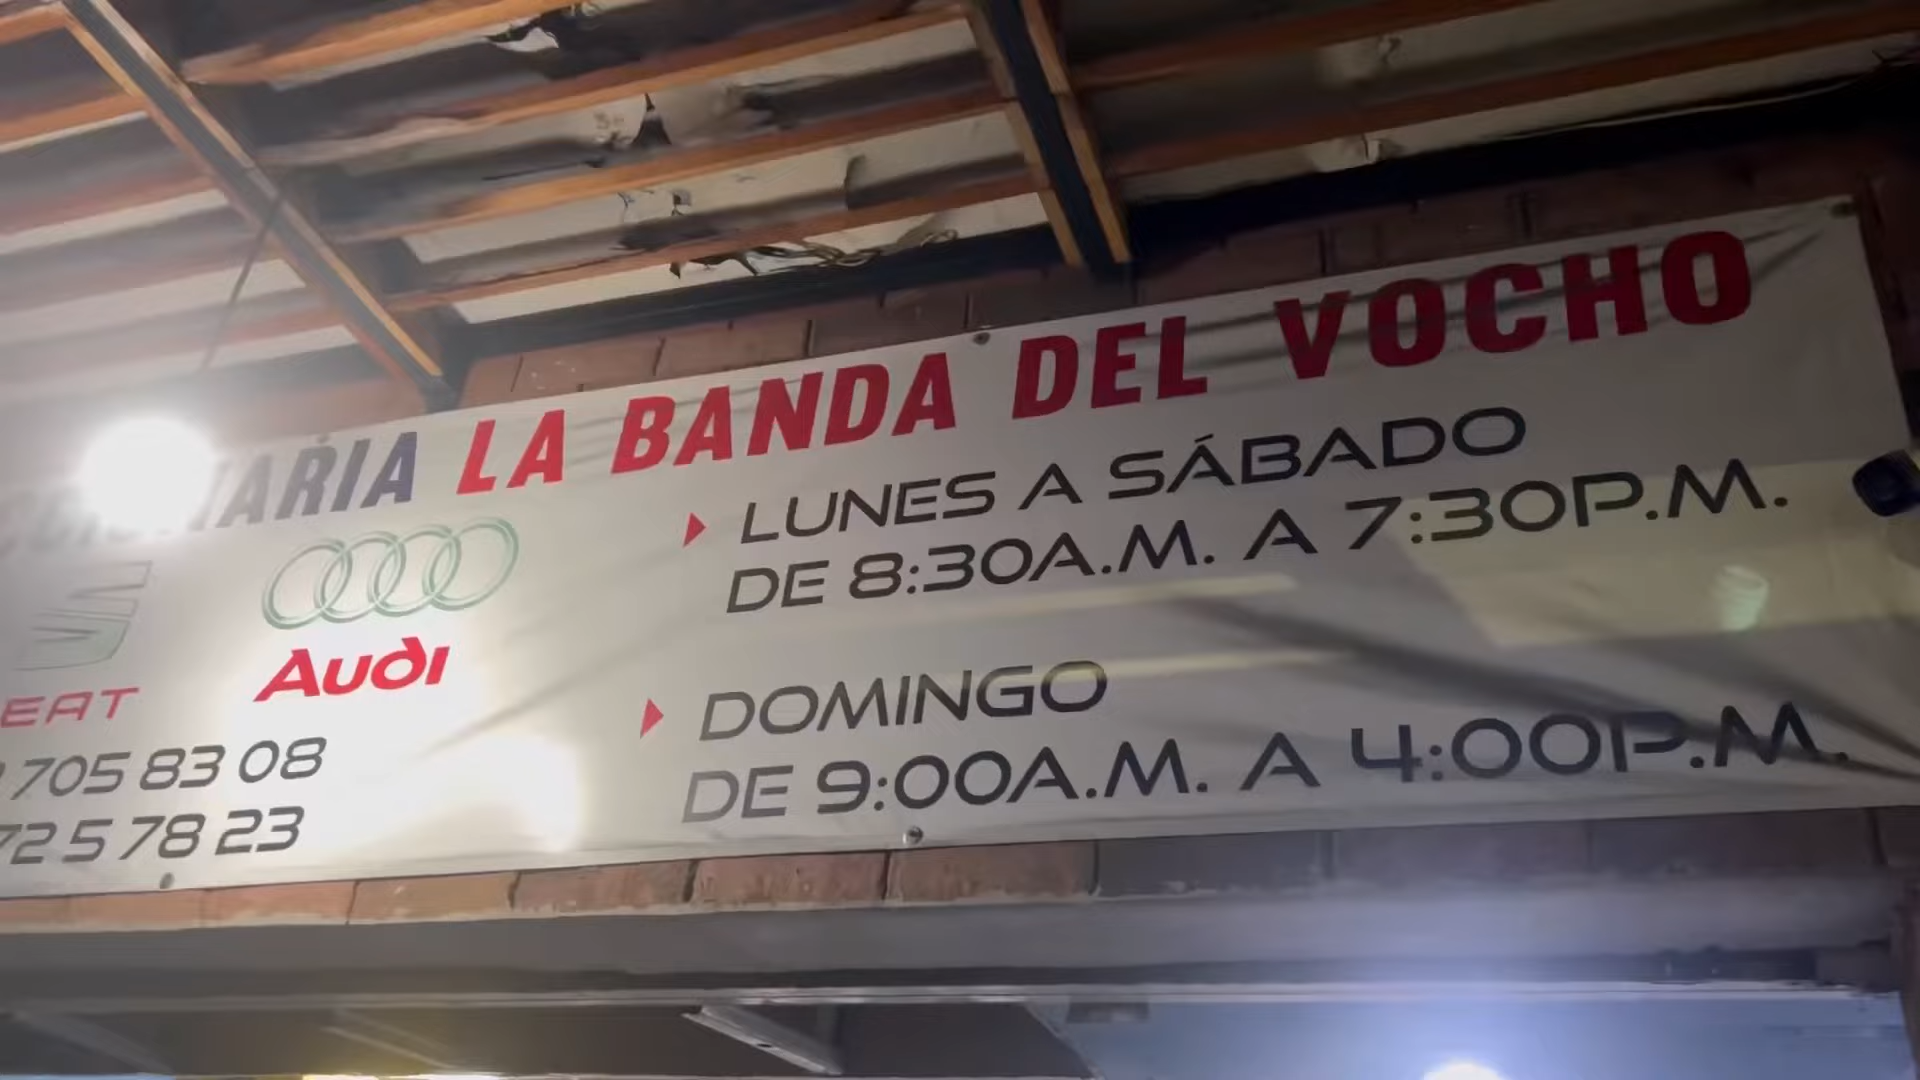 LA BANDA DEL VOCHO
LUNES A SÁBADO
DE 8:30A.M. A 7:30P.M.
DOMINGO
DE 9:00A.M. A 4:00P.M.
Audi
EAT
705 83 08
72 5 78 23